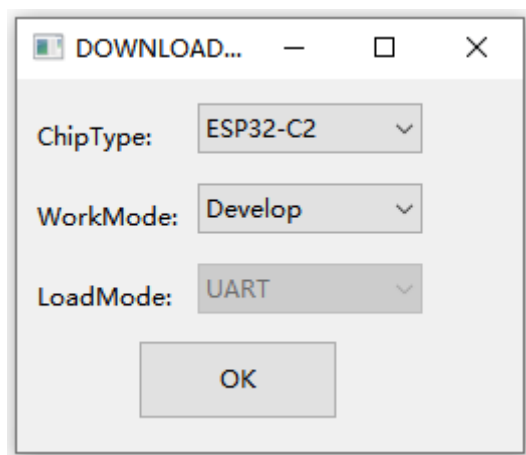 DOWNLOAD...
ChipType: ESP32-C2
WorkMode: Develop
LoadMode: UART
OK